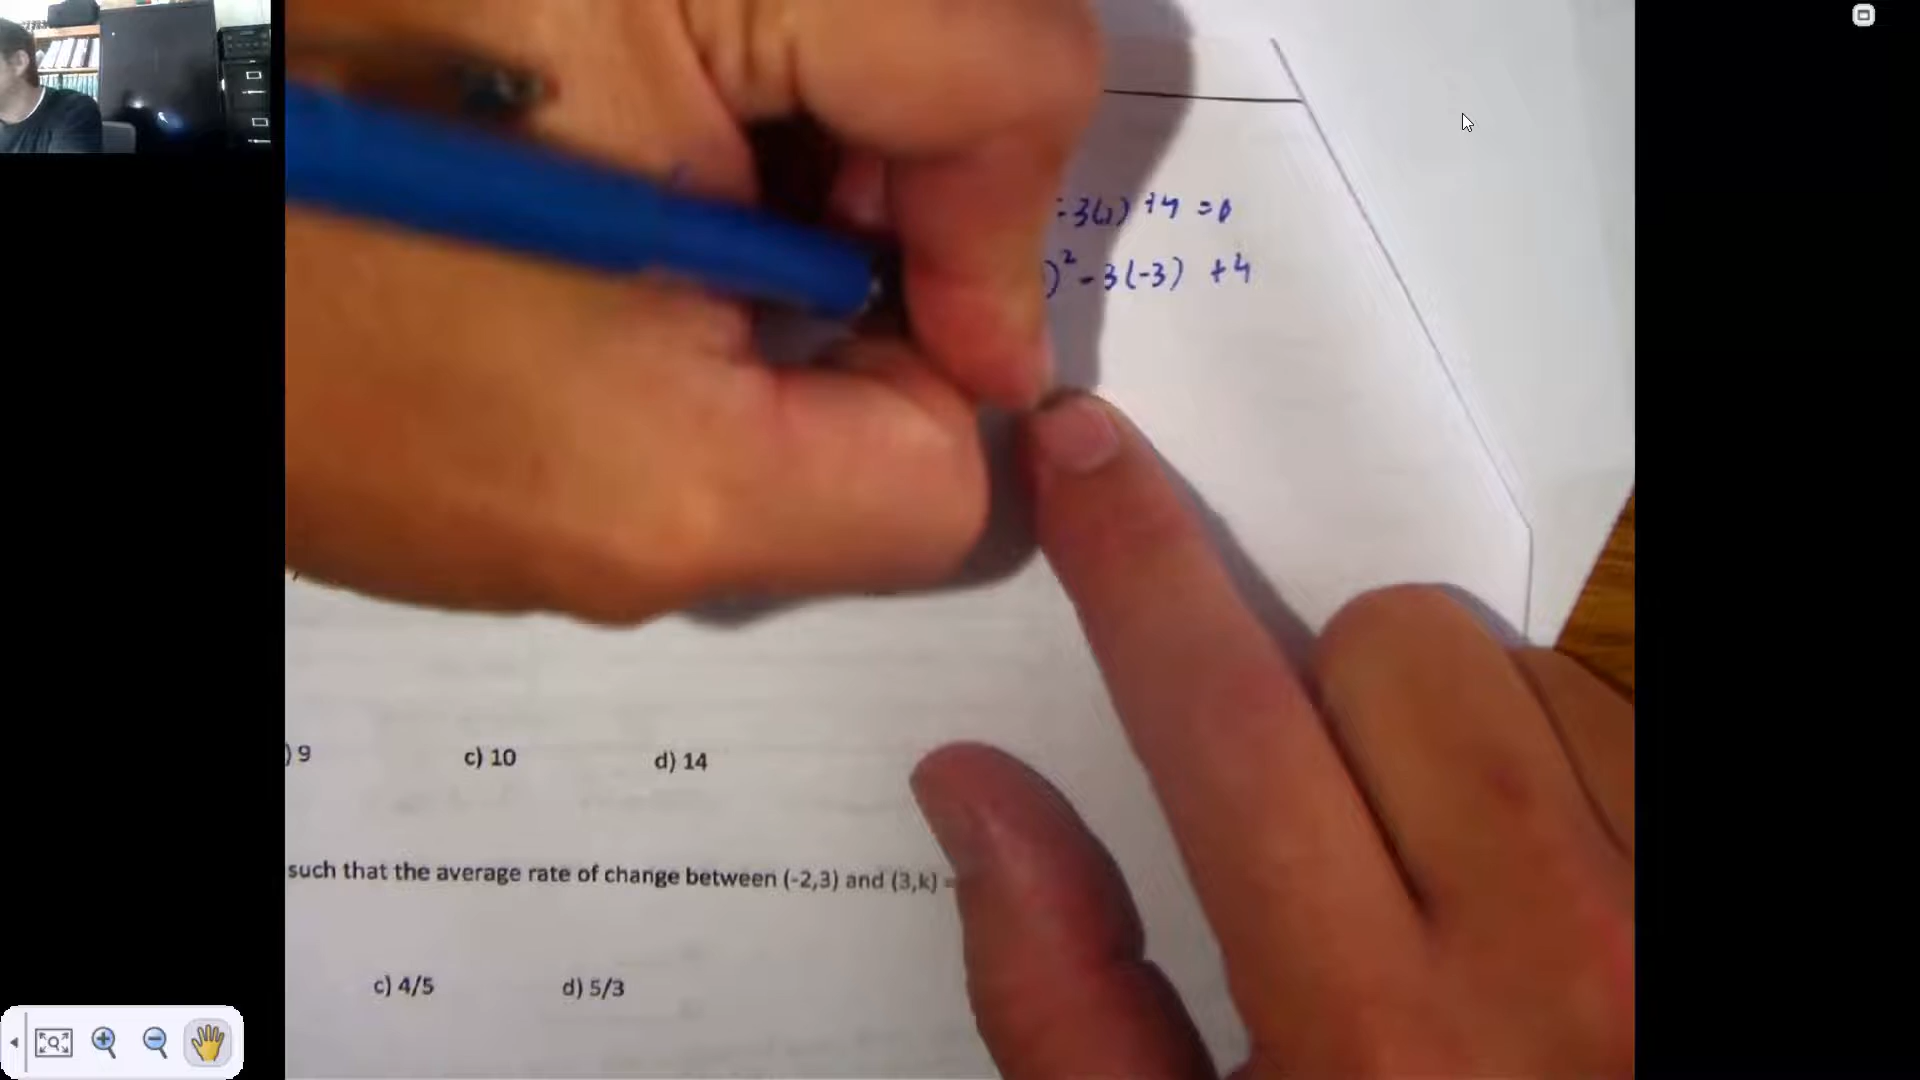 -3(1) +4 = 0
)² - 3(-3) +4
) 9 c) 10 d) 14
such that the average rate of change between (-2,3) and (3,k) =
c) 4/5 d) 5/3